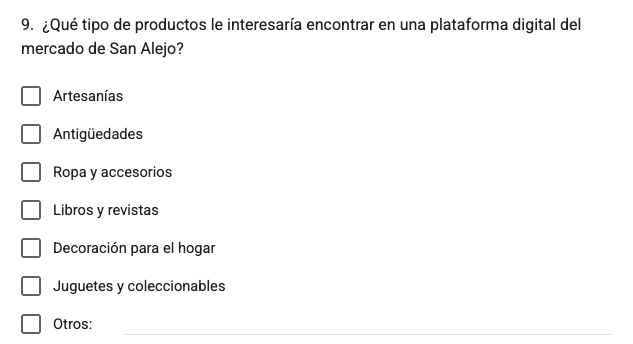 9. ¿Qué tipo de productos le interesaría encontrar en una plataforma digital del
mercado de San Alejo?
Artesanías
Antigüedades
Ropa y accesorios
Libros y revistas
Decoración para el hogar
Juguetes y coleccionables
Otros: